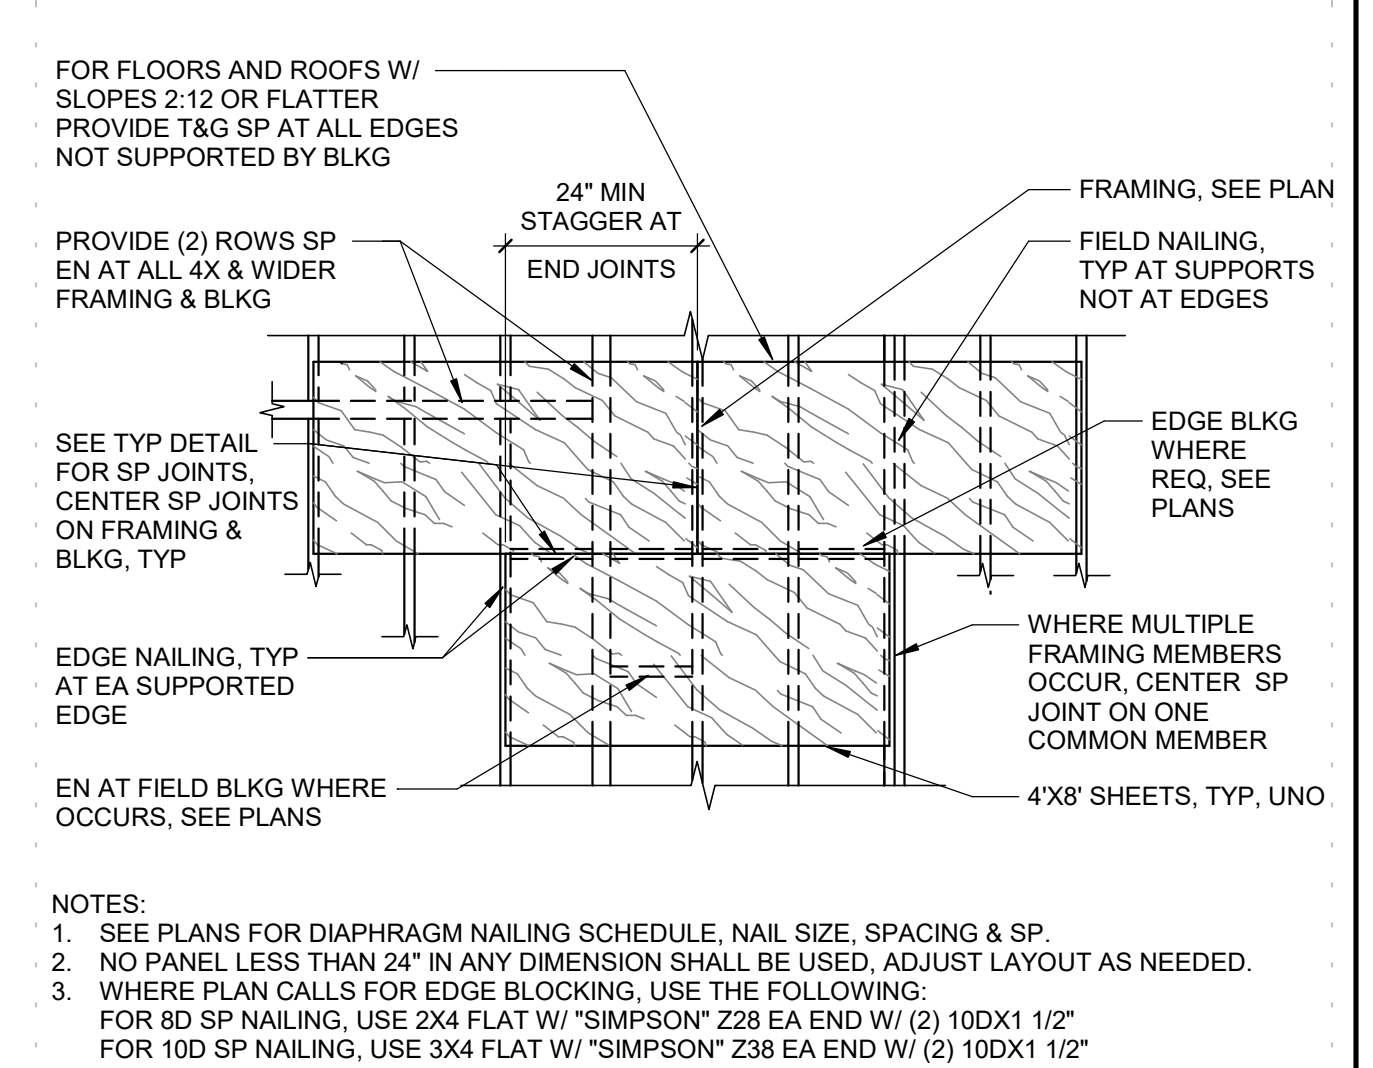 FOR FLOORS AND ROOFS W/
SLOPES 2:12 OR FLATTER
PROVIDE T&G SP AT ALL EDGES
NOT SUPPORTED BY BLKG
24" MIN
STAGGER AT
END JOINTS
PROVIDE (2) ROWS SP
EN AT ALL 4X & WIDER
FRAMING & BLKG
SEE TYP DETAIL
FOR SP JOINTS,
CENTER SP JOINTS
ON FRAMING &
BLKG, TYP
EDGE NAILING, TYP
AT EA SUPPORTED
EDGE
EN AT FIELD BLKG WHERE
OCCURS, SEE PLANS
FRAMING, SEE PLAN
FIELD NAILING,
TYP AT SUPPORTS
NOT AT EDGES
EDGE BLKG
WHERE
REQ, SEE
PLANS
WHERE MULTIPLE
FRAMING MEMBERS
OCCUR, CENTER SP
JOINT ON ONE
COMMON MEMBER
4'X8' SHEETS, TYP, UNO
NOTES:
1. SEE PLANS FOR DIAPHRAGM NAILING SCHEDULE, NAIL SIZE, SPACING & SP.
2. NO PANEL LESS THAN 24" IN ANY DIMENSION SHALL BE USED, ADJUST LAYOUT AS NEEDED.
3. WHERE PLAN CALLS FOR EDGE BLOCKING, USE THE FOLLOWING:
FOR 8D SP NAILING, USE 2X4 FLAT W/ "SIMPSON" Z28 EA END W/ (2) 10DX1 1/2"
FOR 10D SP NAILING, USE 3X4 FLAT W/ "SIMPSON" Z38 EA END W/ (2) 10DX1 1/2"